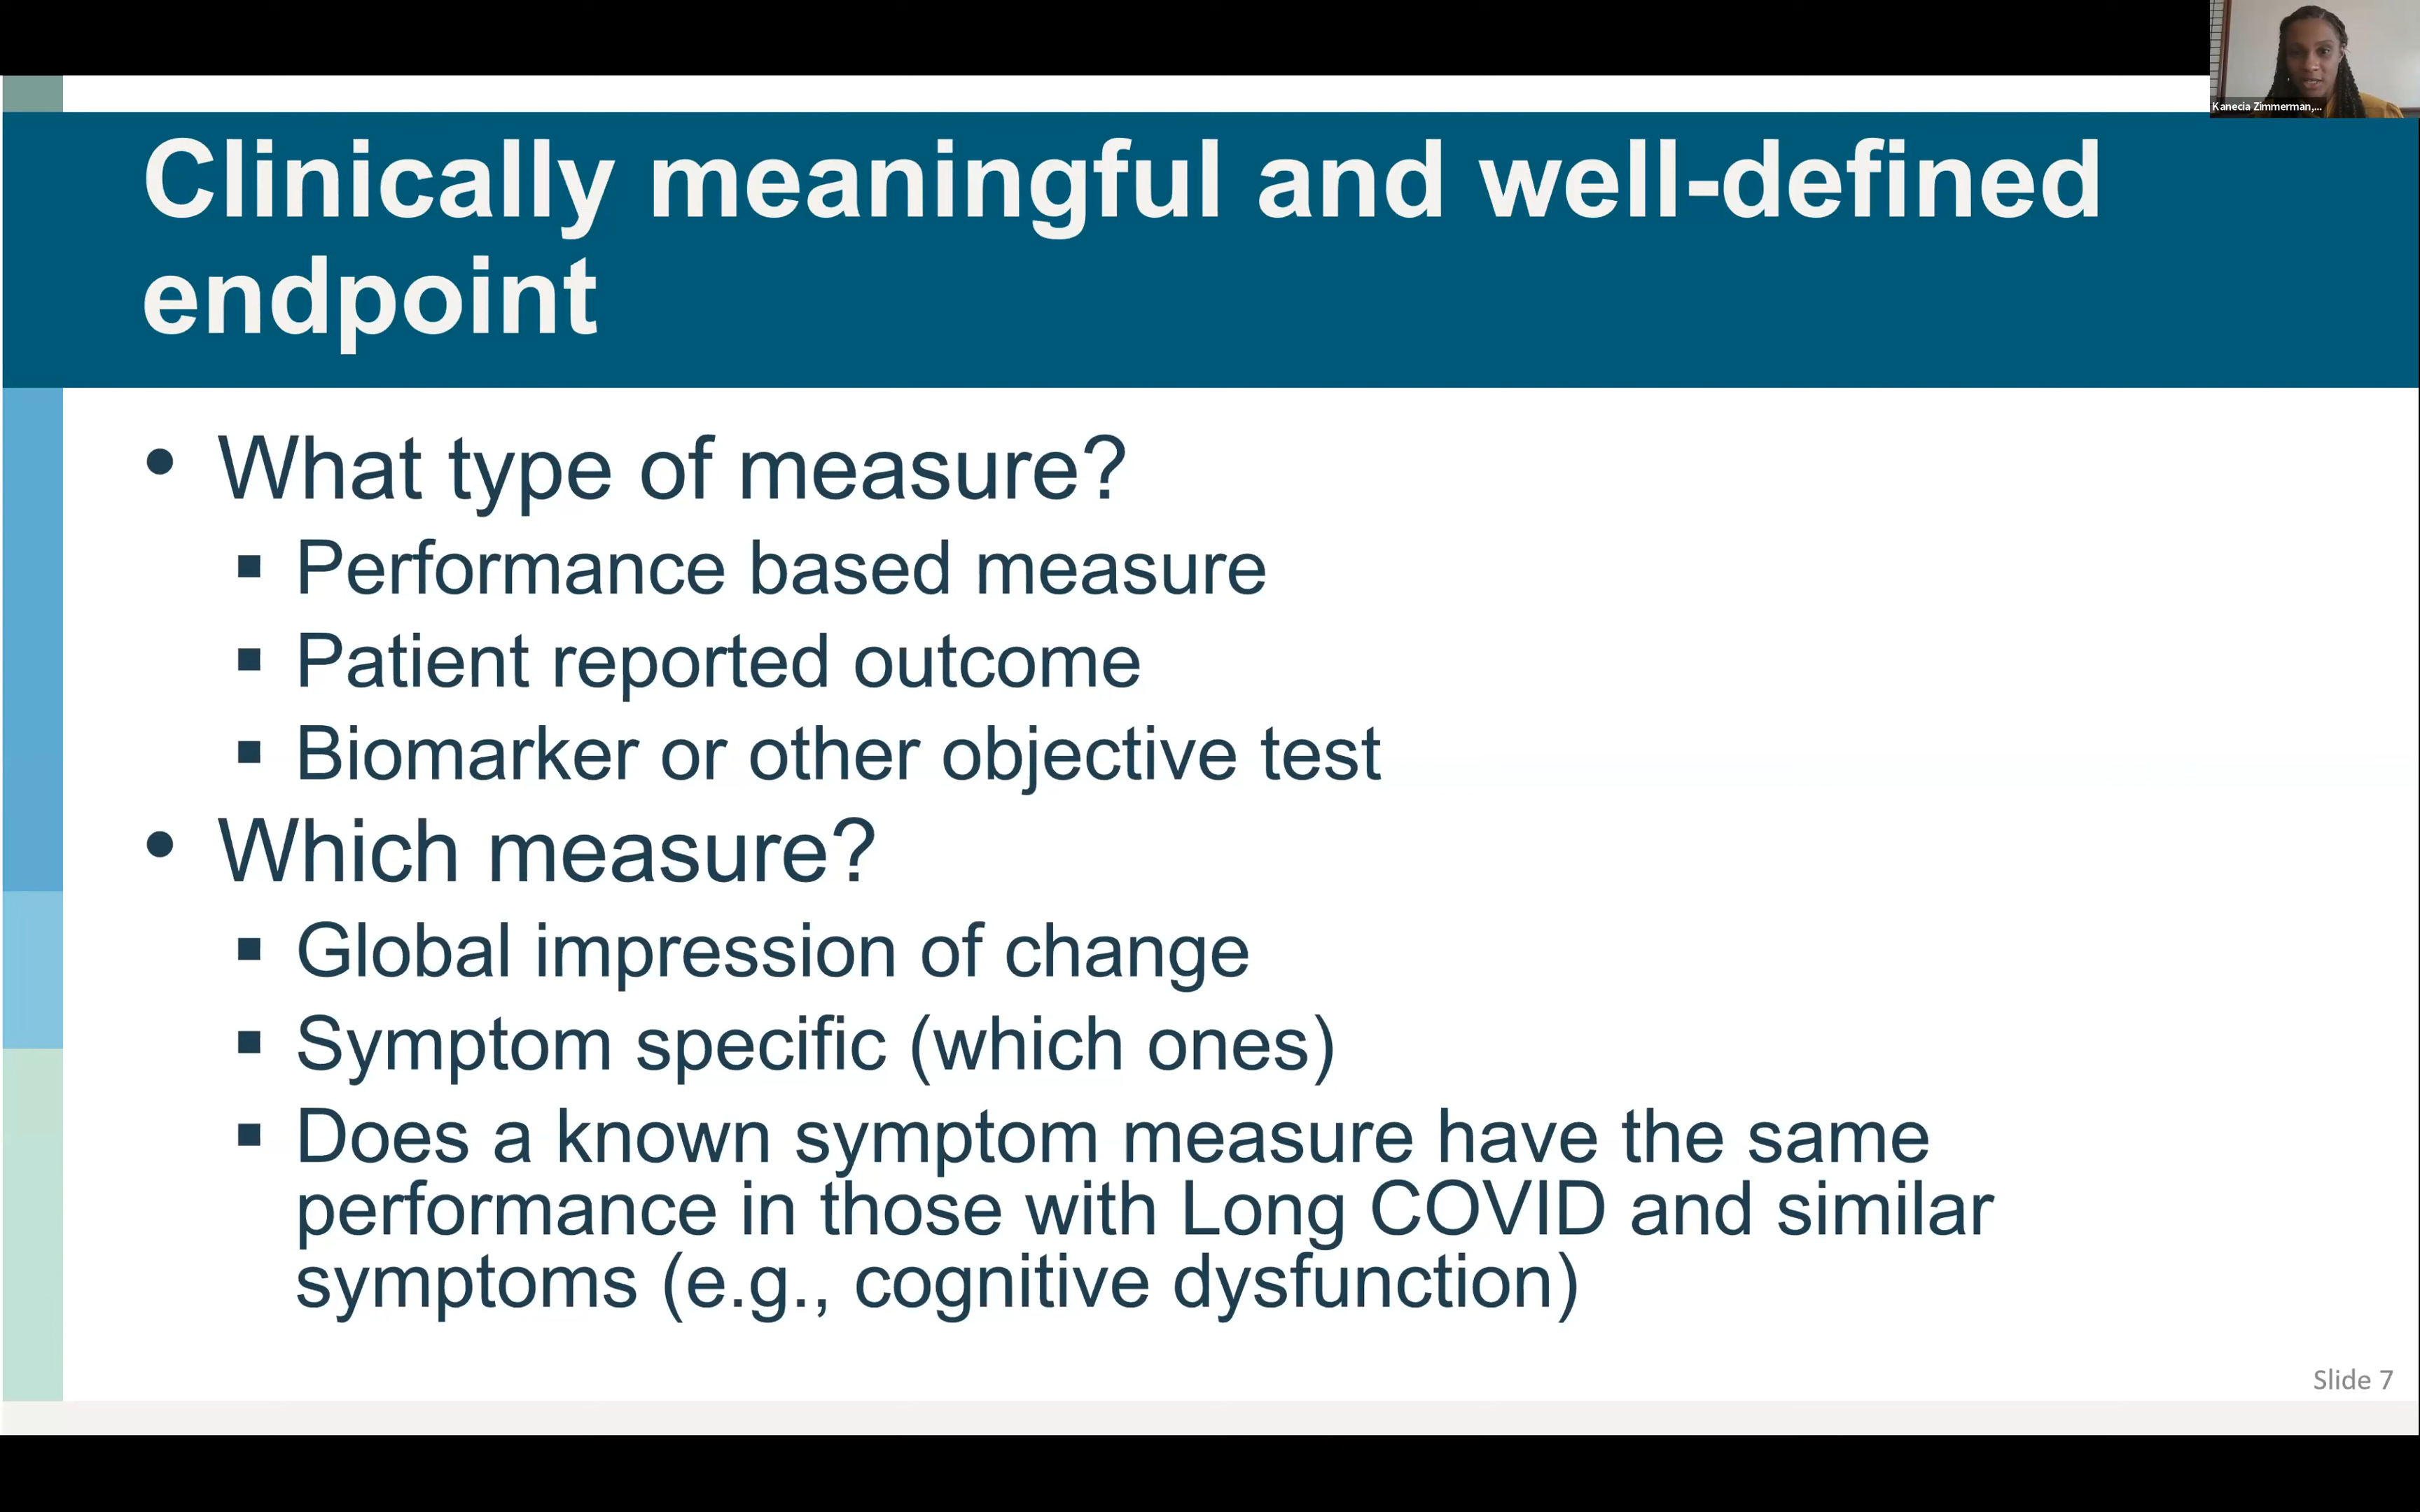 Kanecia Zimmerman,...
Clinically meaningful and well-defined
endpoint
• What type of measure?
▪ Performance based measure
▪ Patient reported outcome
▪ Biomarker or other objective test
• Which measure?
▪ Global impression of change
▪ Symptom specific (which ones)
▪ Does a known symptom measure have the same
performance in those with Long COVID and similar
symptoms (e.g., cognitive dysfunction)
Slide 7